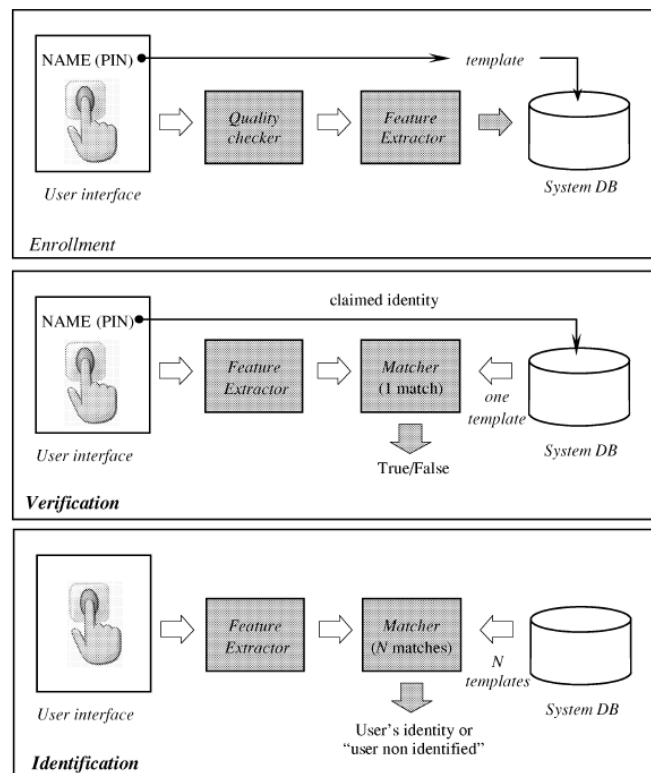 NAME (PIN)
template
Quality
checker
Feature
Extractor
User interface
System DB
Enrollment
claimed identity
NAME (PIN)
Feature
Extractor
Matcher
(1 match)
one
template
User interface
True/False
System DB
Verification
Feature
Extractor
Matcher
(N matches)
N
templates
User interface
System DB
User's identity or
“user non identified”
Identification